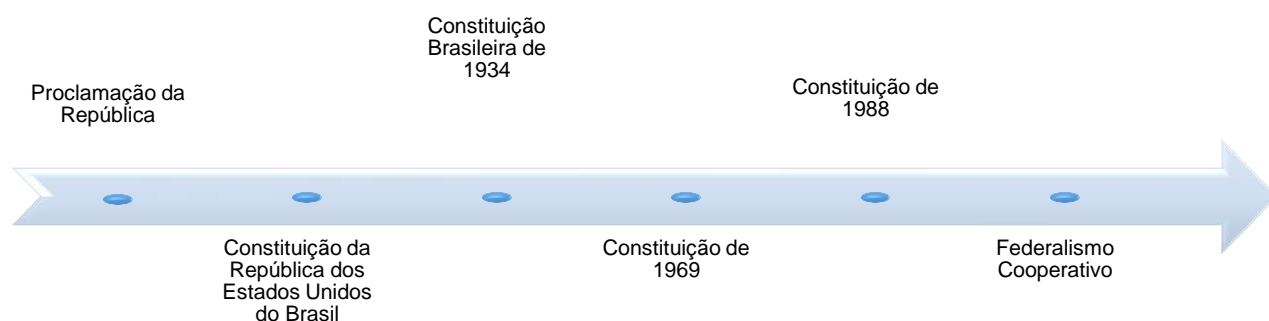 Proclamação da
República
Constituição da
República dos
Estados Unidos
do Brasil
Constituição
Brasileira de
1934
Constituição de
1969
Constituição de
1988
Federalismo
Cooperativo